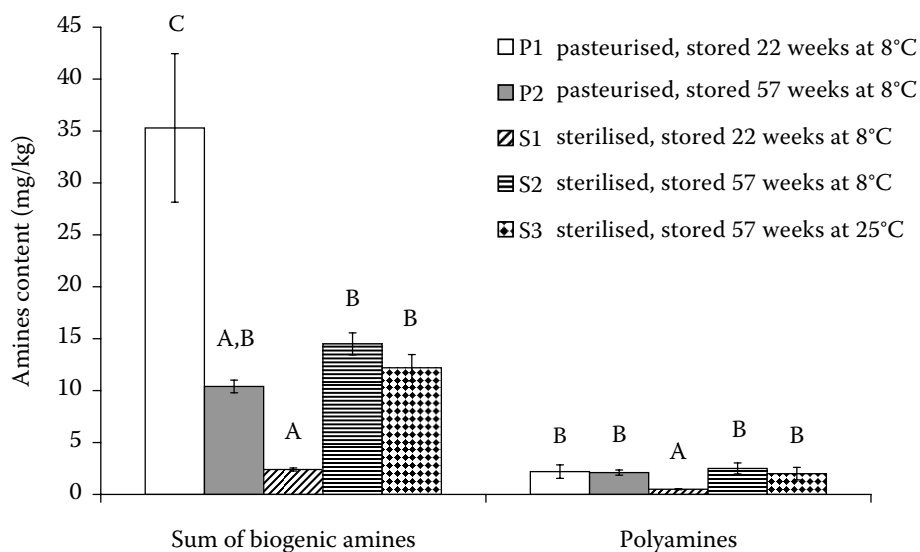 45
40
35
30
25
20
15
10
5
0
Amines content (mg/kg)
C
A,B
A
B
B
B
B
A
B
B
P1 pasteurised, stored 22 weeks at 8°C
P2 pasteurised, stored 57 weeks at 8°C
S1 sterilised, stored 22 weeks at 8°C
S2 sterilised, stored 57 weeks at 8°C
S3 sterilised, stored 57 weeks at 25°C
Sum of biogenic amines
Polyamines